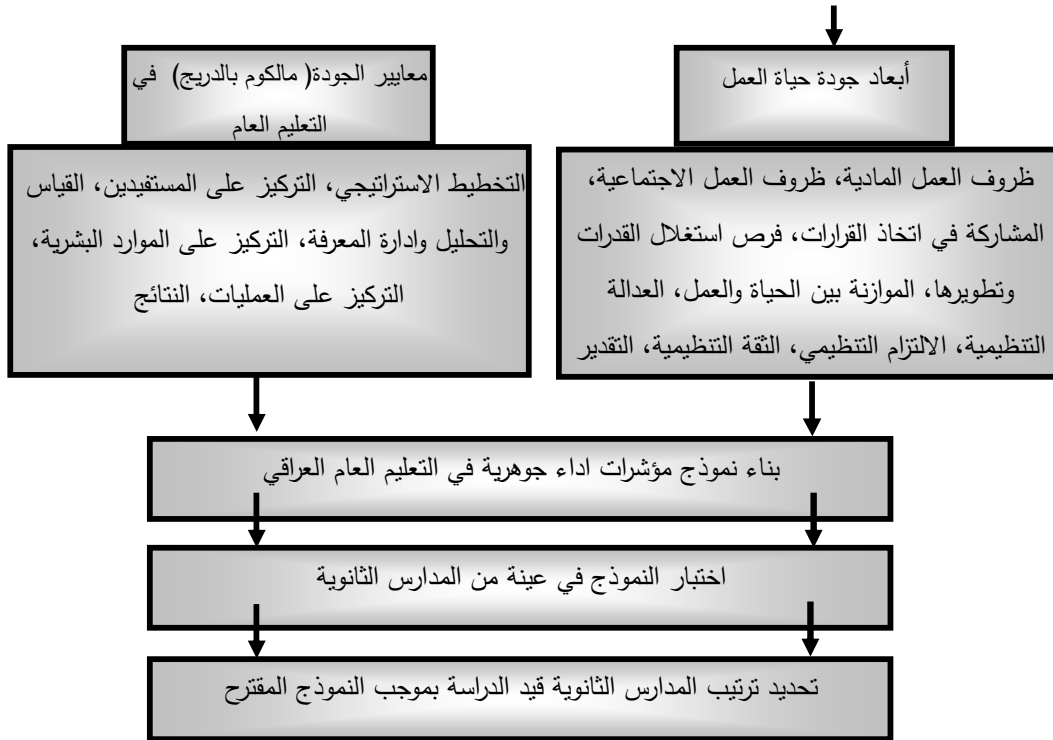 أبعاد جودة حياة العمل
ظروف العمل المادية، ظروف العمل الاجتماعية،
المشاركة في اتخاذ القرارات، فرص استغلال القدرات
وتطويرها، الموازنة بين الحياة والعمل، العدالة
التنظيمية، الالتزام التنظيمي، الثقة التنظيمية، التقدير
معايير الجودة( مالكوم بالدريج) في
التعليم العام
التخطيط الاستراتيجي، التركيز على المستفيدين، القياس
والتحليل وادارة المعرفة، التركيز على الموارد البشرية،
التركيز على العمليات، النتائج
بناء نموذج مؤشرات اداء جوهرية في التعليم العام العراقي
اختبار النموذج في عينة من المدارس الثانوية
تحديد ترتيب المدارس الثانوية قيد الدراسة بموجب النموذج المقترح